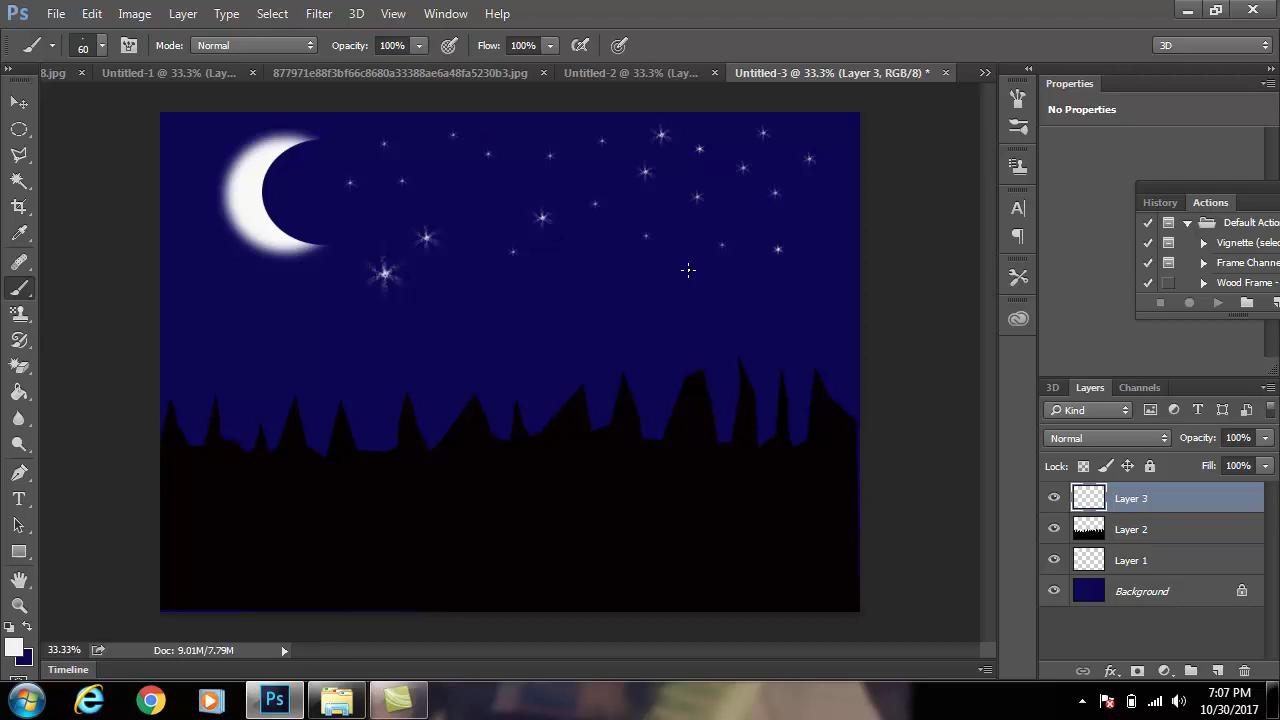 Ps File Edit Image Layer Type Select Filter 3D View Window Help
60 Mode: Normal Opacity: 100% Flow: 100% 3D
8.jpg × Untitled-1 @ 33.3% (Lay... × 877971e88f3bf66c8680a33388ae6a48fa5230b3.jpg × Untitled-2 @ 33.3% (Lay... × Untitled-3 @ 33.3% (Layer 3, RGB/8) * ×
Properties
No Properties
History Actions
Default Actio
Vignette (selec
Frame Channe
Wood Frame -
3D Layers Channels
Kind
Normal Opacity: 100%
Lock: Fill: 100%
Layer 3
Layer 2
Layer 1
Background
33.33% Doc: 9.01M/7.79M
Timeline
Ps
7:07 PM
10/30/2017